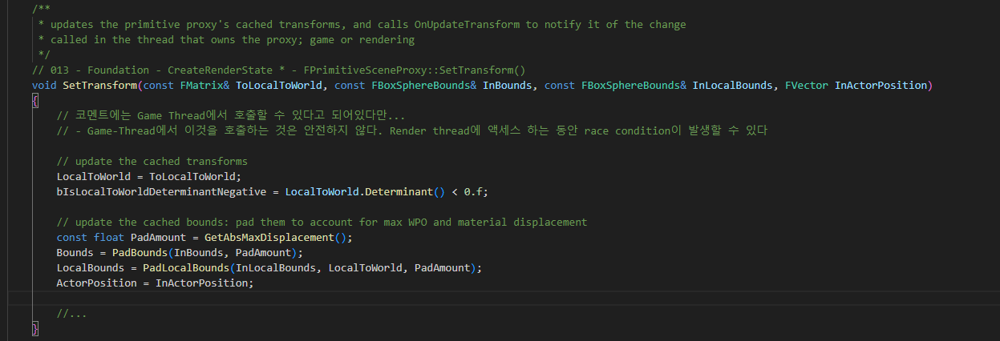 /**
* updates the primitive proxy's cached transforms, and calls OnUpdateTransform to notify it of the change
* called in the thread that owns the proxy; game or rendering
*/
// 013 - Foundation - CreateRenderState * - FPrimitiveSceneProxy::SetTransform()
void SetTransform(const FMatrix& ToLocalToWorld, const FBoxSphereBounds& InBounds, const FBoxSphereBounds& InLocalBounds, FVector InActorPosition)
{
// 코멘트에는 Game Thread에서 호출할 수 있다고 되어있다만...
// - Game-Thread에서 이것을 호출하는 것은 안전하지 않다. Render thread에 액세스 하는 동안 race condition이 발생할 수 있다
// update the cached transforms
LocalToWorld = ToLocalToWorld;
bIsLocalToWorldDeterminantNegative = LocalToWorld.Determinant() < 0.f;
// update the cached bounds: pad them to account for max WPO and material displacement
const float PadAmount = GetAbsMaxDisplacement();
Bounds = PadBounds(InBounds, PadAmount);
LocalBounds = PadLocalBounds(InLocalBounds, LocalToWorld, PadAmount);
ActorPosition = InActorPosition;
//...
}